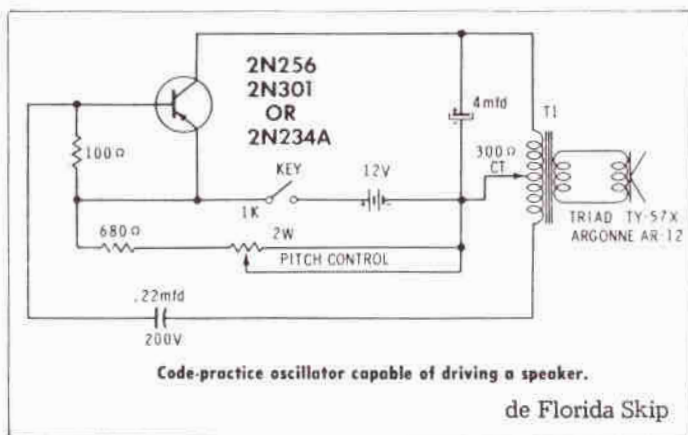 2N256
2N301
OR
2N234A
4mfd
T1
100Ω
300Ω
CT
KEY
12V
1K
680Ω
2W
PITCH CONTROL
TRIAD TY-57X
ARGONNE AR-12
.22mfd
200V
Code-practice oscillator capable of driving a speaker.
de Florida Skip